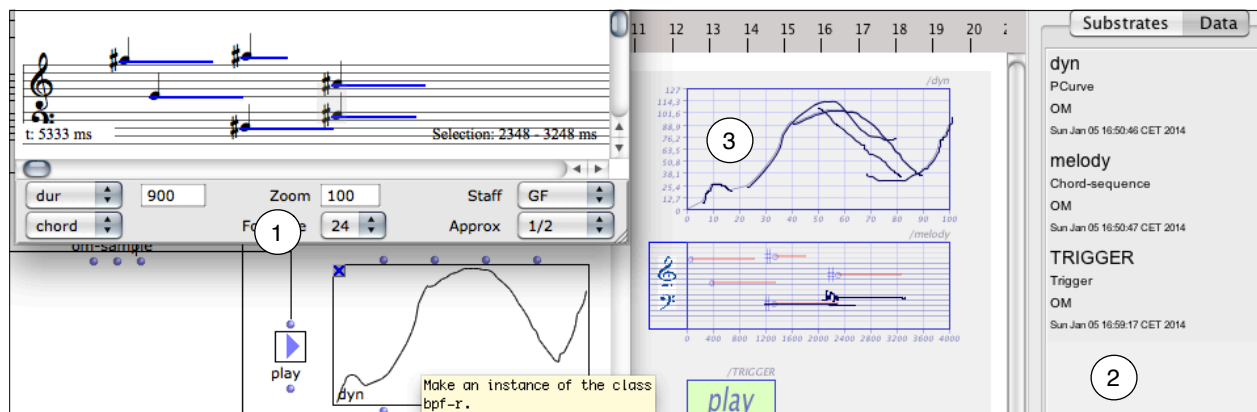 t: 5333 ms
Selection: 2348 - 3248 ms
dur
900
Zoom
100
Staff
GF
chord
24
Approx
1/2
1
om-sample
play
dyn
Make an instance of the class
bpf-r.
11 12 13 14 15 16 17 18 19 20
/dyn
127
114,3
101,6
88,9
76,2
63,5
50,8
38,1
25,4
12,7
0
0 10 20 30 40 50 60 70 80 90 100
3
/melody
0 400 800 1200 1600 2000 2400 2800 3200 3600 4000
/TRIGGER
play
Substrates Data
dyn
PCurve
OM
Sun Jan 05 16:50:46 CET 2014
melody
Chord-sequence
OM
Sun Jan 05 16:50:47 CET 2014
TRIGGER
Trigger
OM
Sun Jan 05 16:59:17 CET 2014
2